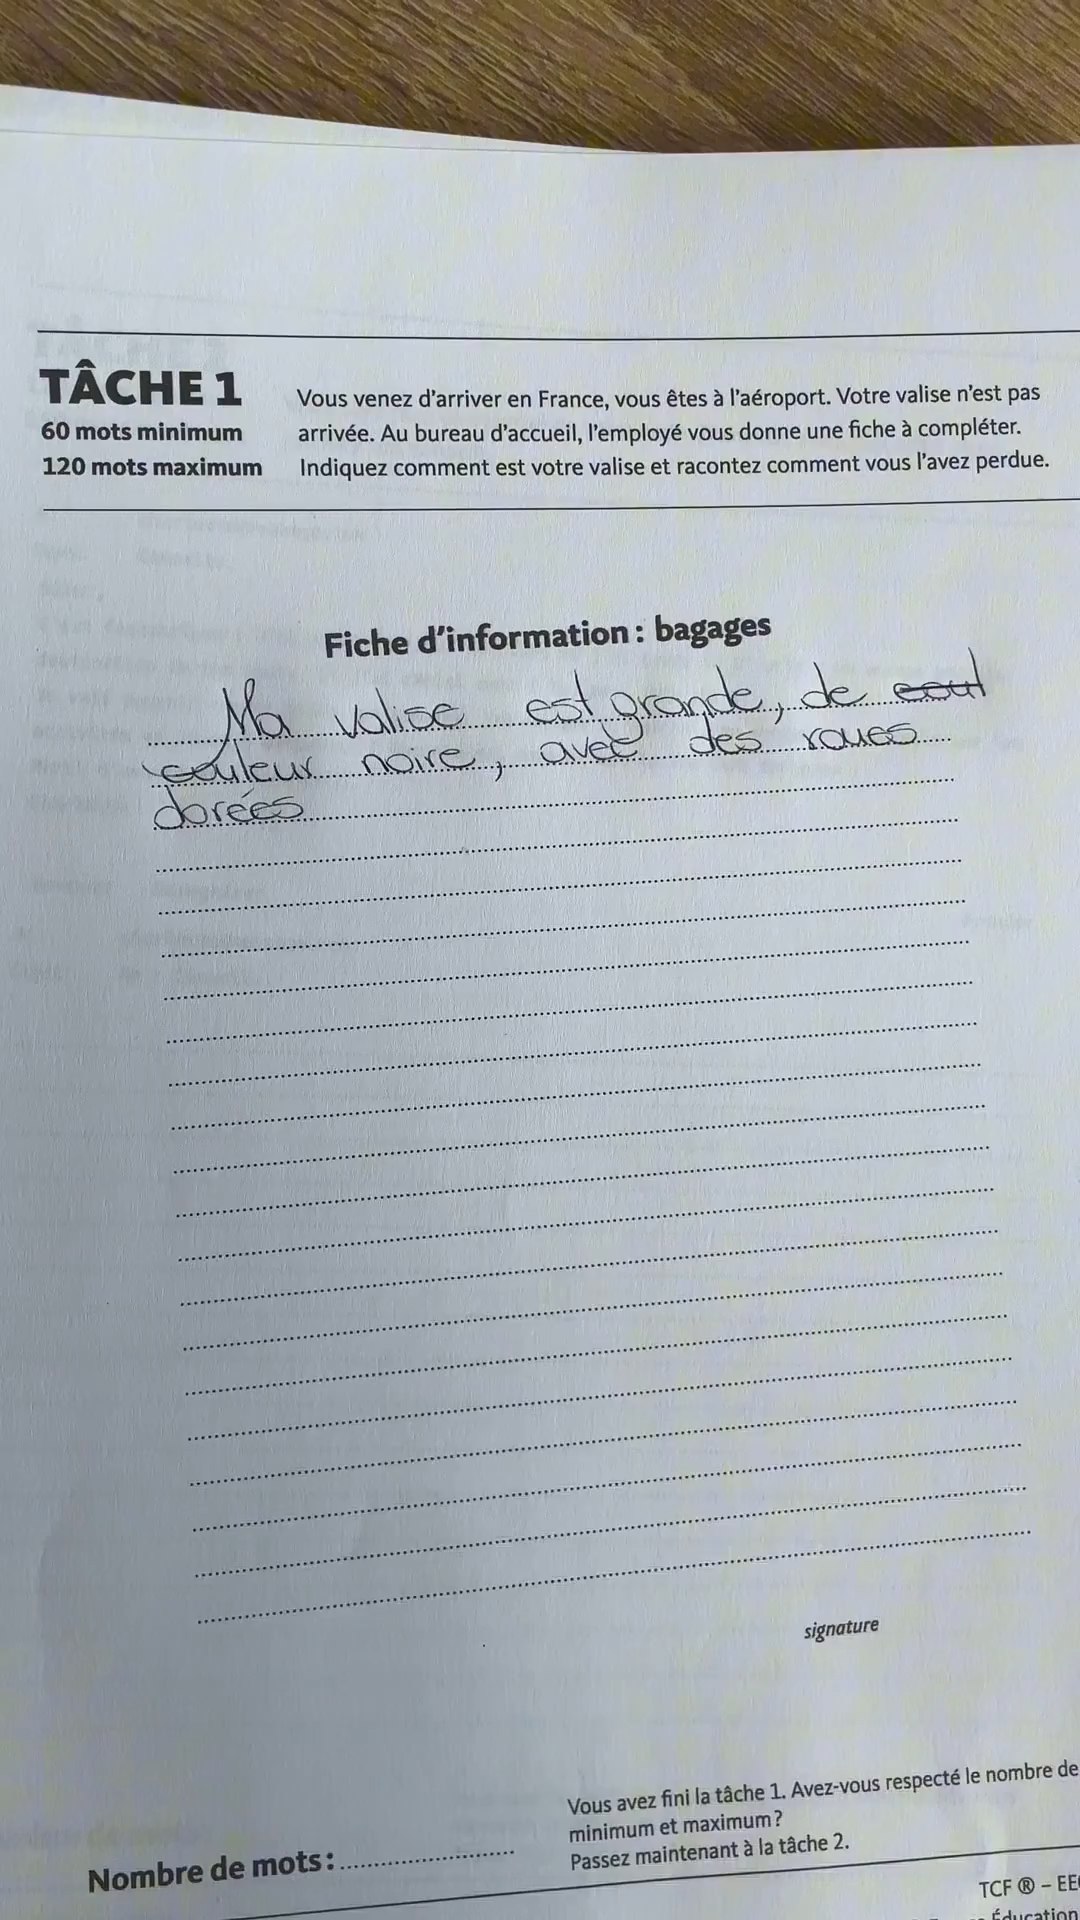 TÂCHE 1
60 mots minimum
120 mots maximum
Vous venez d'arriver en France, vous êtes à l'aéroport. Votre valise n'est pas
arrivée. Au bureau d'accueil, l'employé vous donne une fiche à compléter.
Indiquez comment est votre valise et racontez comment vous l'avez perdue.
Fiche d'information : bagages
Ma valise est grande, de coul
couleur noire, avec des roues
dorées
signature
Vous avez fini la tâche 1. Avez-vous respecté le nombre de
minimum et maximum?
Passez maintenant à la tâche 2.
Nombre de mots :
TCF ® – EE
Éducation